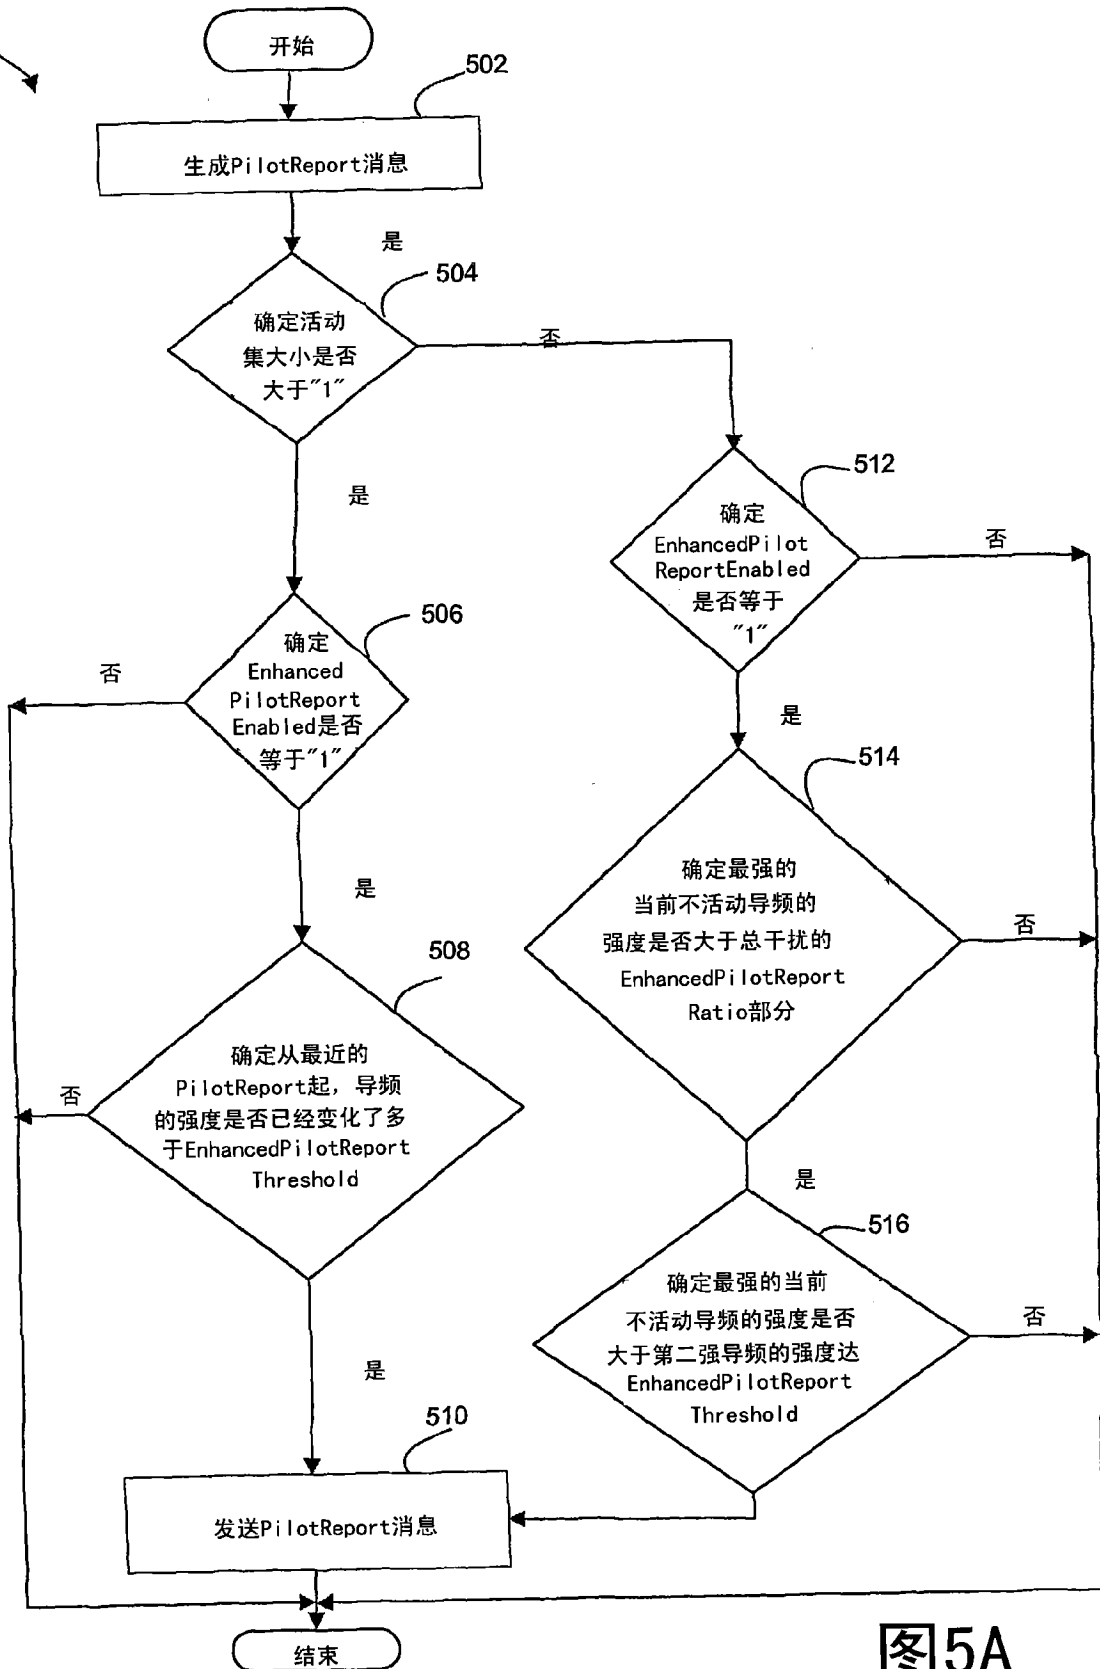 开始
502
生成PilotReport消息
是
504
确定活动
集大小是否
大于"1"
否
是
512
确定
EnhancedPilot
ReportEnabled
是否等于
"1"
否
506
确定
Enhanced
PilotReport
Enabled是否
等于"1"
否
是
514
确定最强的
当前不活动导频的
强度是否大于总干扰的
EnhancedPilotReport
Ratio部分
否
是
508
确定从最近的
PilotReport起，导频
的强度是否已经变化了多
于EnhancedPilotReport
Threshold
否
是
516
确定最强的当前
不活动导频的强度是否
大于第二强导频的强度达
EnhancedPilotReport
Threshold
否
是
510
发送PilotReport消息
结束
图5A